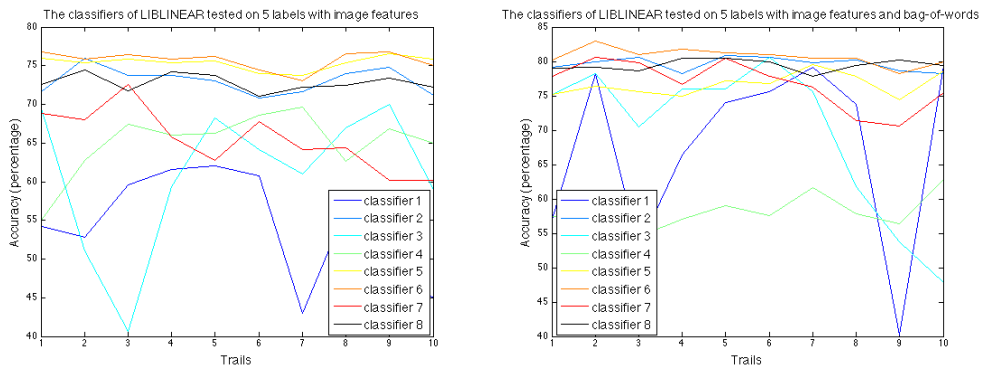 The classifiers of LIBLINEAR tested on 5 labels with image features
80
75
70
65
60
55
50
45
40
Accuracy (percentage)
1 2 3 4 5 6 7 8 9 10
Trails
classifier 1
classifier 2
classifier 3
classifier 4
classifier 5
classifier 6
classifier 7
classifier 8
The classifiers of LIBLINEAR tested on 5 labels with image features and bag-of-words
85
80
75
70
65
60
55
50
45
40
Accuracy (percentage)
1 2 3 4 5 6 7 8 9 10
Trails
classifier 1
classifier 2
classifier 3
classifier 4
classifier 5
classifier 6
classifier 7
classifier 8